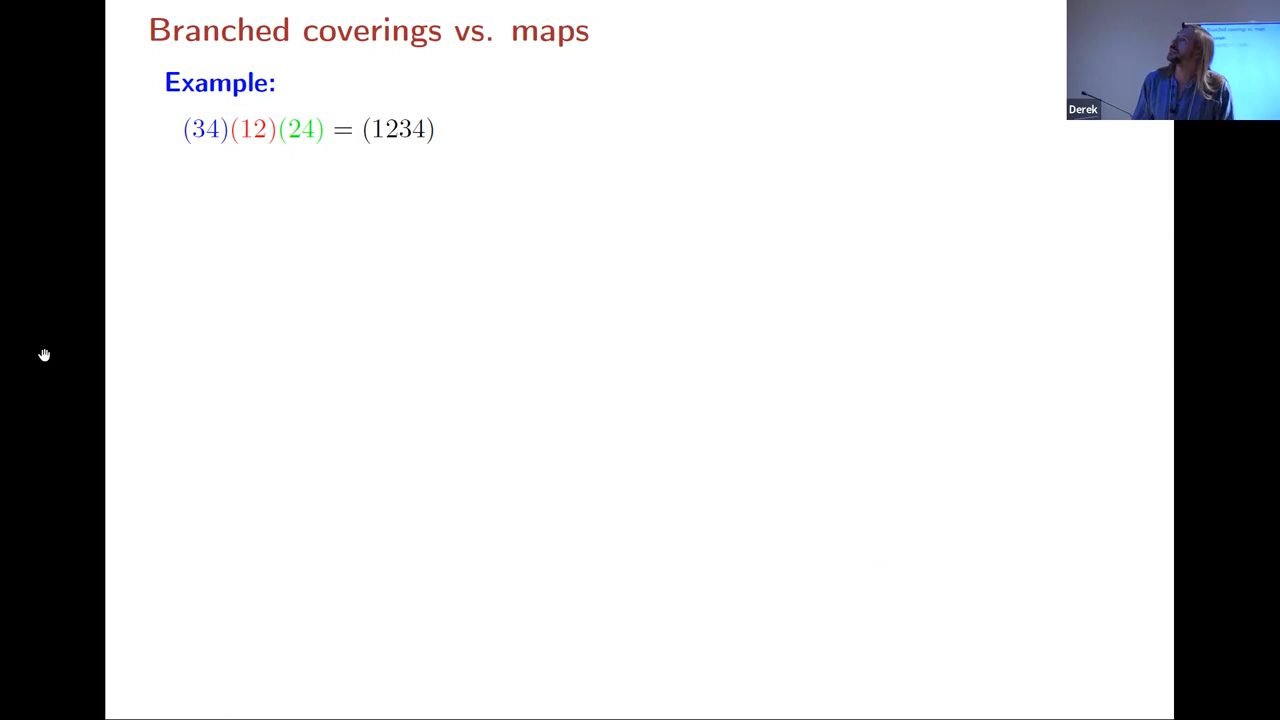 Branched coverings vs. maps
Example:
(34)(12)(24) = (1234)
Derek